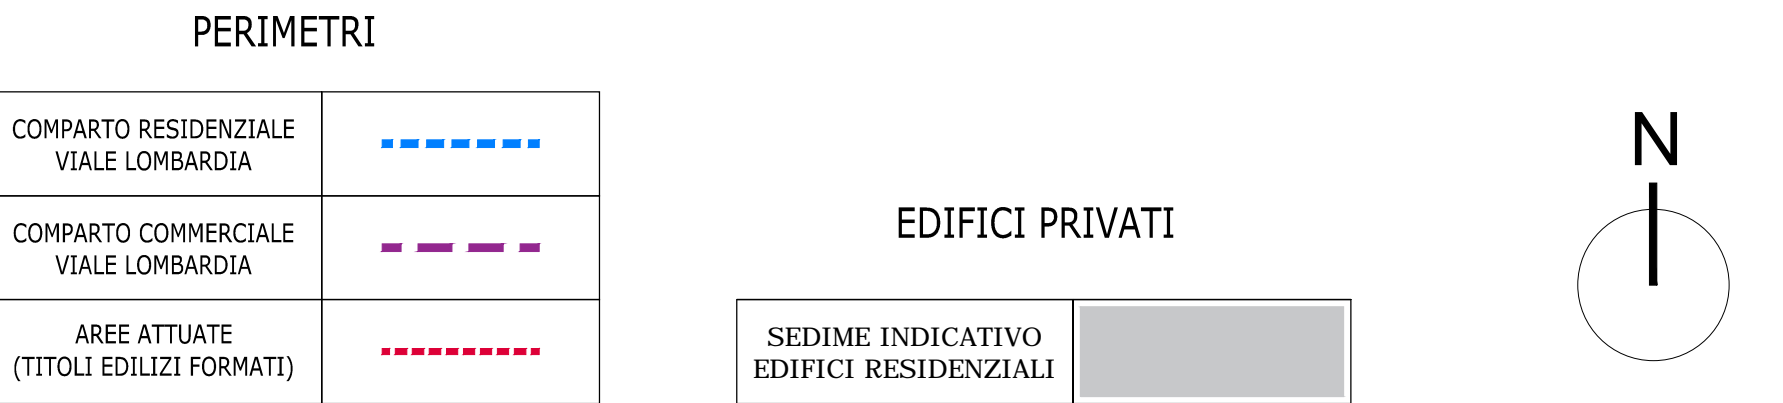 PERIMETRI
COMPARTO RESIDENZIALE
VIALE LOMBARDIA
COMPARTO COMMERCIALE
VIALE LOMBARDIA
AREE ATTUATE
(TITOLI EDILIZI FORMATI)
EDIFICI PRIVATI
SEDIME INDICATIVO
EDIFICI RESIDENZIALI
N